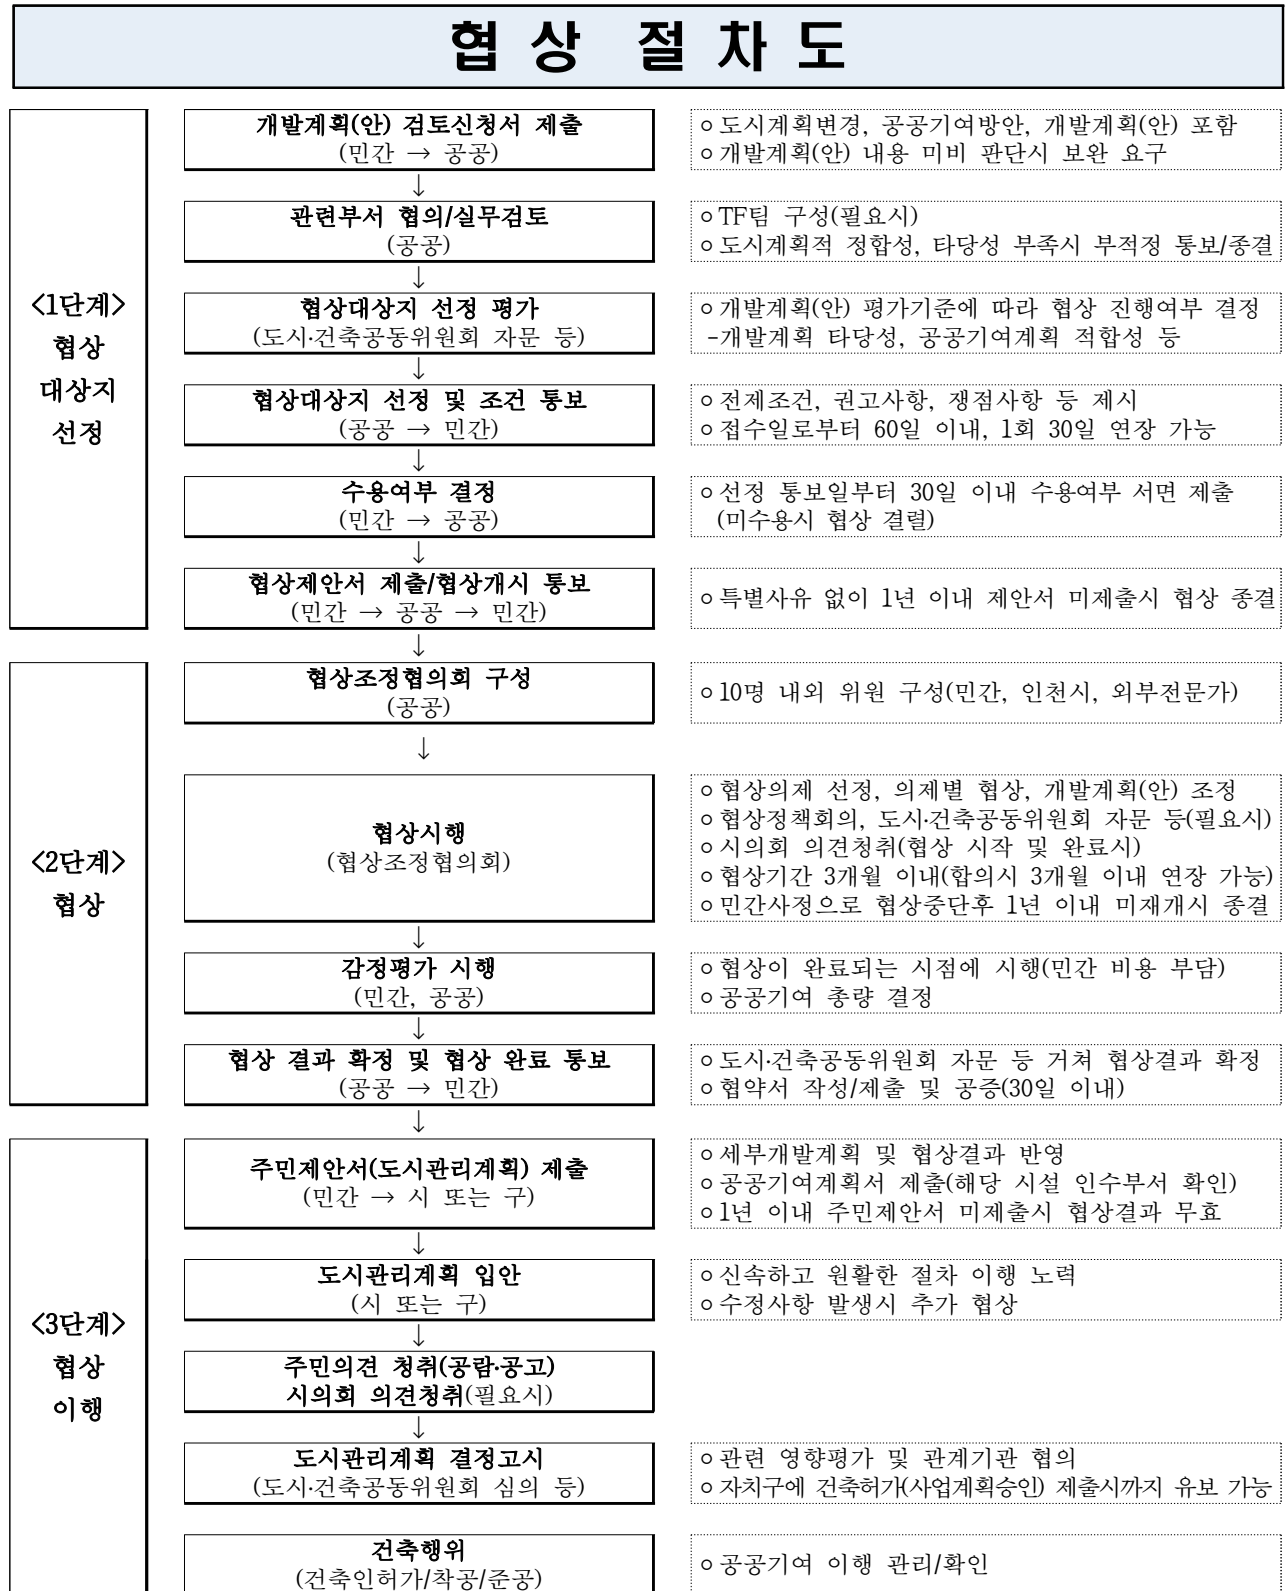 협 상 절 차 도
<1단계>
협상
대상지
선정
개발계획(안) 검토신청서 제출
(민간 → 공공)
ㅇ도시계획변경, 공공기여방안, 개발계획(안) 포함
ㅇ개발계획(안) 내용 미비 판단시 보완 요구
↓
관련부서 협의/실무검토
(공공)
ㅇTF팀 구성(필요시)
ㅇ도시계획적 정합성, 타당성 부족시 부적정 통보/종결
↓
협상대상지 선정 평가
(도시·건축공동위원회 자문 등)
ㅇ개발계획(안) 평가기준에 따라 협상 진행여부 결정
-개발계획 타당성, 공공기여계획 적합성 등
↓
협상대상지 선정 및 조건 통보
(공공 → 민간)
ㅇ전제조건, 권고사항, 쟁점사항 등 제시
ㅇ접수일로부터 60일 이내, 1회 30일 연장 가능
↓
수용여부 결정
(민간 → 공공)
ㅇ선정 통보일부터 30일 이내 수용여부 서면 제출
(미수용시 협상 결렬)
↓
협상제안서 제출/협상개시 통보
(민간 → 공공 → 민간)
ㅇ특별사유 없이 1년 이내 제안서 미제출시 협상 종결
↓
<2단계>
협상
협상조정협의회 구성
(공공)
ㅇ10명 내외 위원 구성(민간, 인천시, 외부전문가)
↓
협상시행
(협상조정협의회)
ㅇ협상의제 선정, 의제별 협상, 개발계획(안) 조정
ㅇ협상정책회의, 도시·건축공동위원회 자문 등(필요시)
ㅇ시의회 의견청취(협상 시작 및 완료시)
ㅇ협상기간 3개월 이내(합의시 3개월 이내 연장 가능)
ㅇ민간사정으로 협상중단후 1년 이내 미재개시 종결
↓
감정평가 시행
(민간, 공공)
ㅇ협상이 완료되는 시점에 시행(민간 비용 부담)
ㅇ공공기여 총량 결정
↓
협상 결과 확정 및 협상 완료 통보
(공공 → 민간)
ㅇ도시·건축공동위원회 자문 등 거쳐 협상결과 확정
ㅇ협약서 작성/제출 및 공증(30일 이내)
↓
<3단계>
협상
이행
주민제안서(도시관리계획) 제출
(민간 → 시 또는 구)
ㅇ세부개발계획 및 협상결과 반영
ㅇ공공기여계획서 제출(해당 시설 인수부서 확인)
ㅇ1년 이내 주민제안서 미제출시 협상결과 무효
↓
도시관리계획 입안
(시 또는 구)
ㅇ신속하고 원활한 절차 이행 노력
ㅇ수정사항 발생시 추가 협상
↓
주민의견 청취(공람·공고)
시의회 의견청취(필요시)
↓
도시관리계획 결정고시
(도시·건축공동위원회 심의 등)
ㅇ관련 영향평가 및 관계기관 협의
ㅇ자치구에 건축허가(사업계획승인) 제출시까지 유보 가능
건축행위
(건축인허가/착공/준공)
ㅇ공공기여 이행 관리/확인